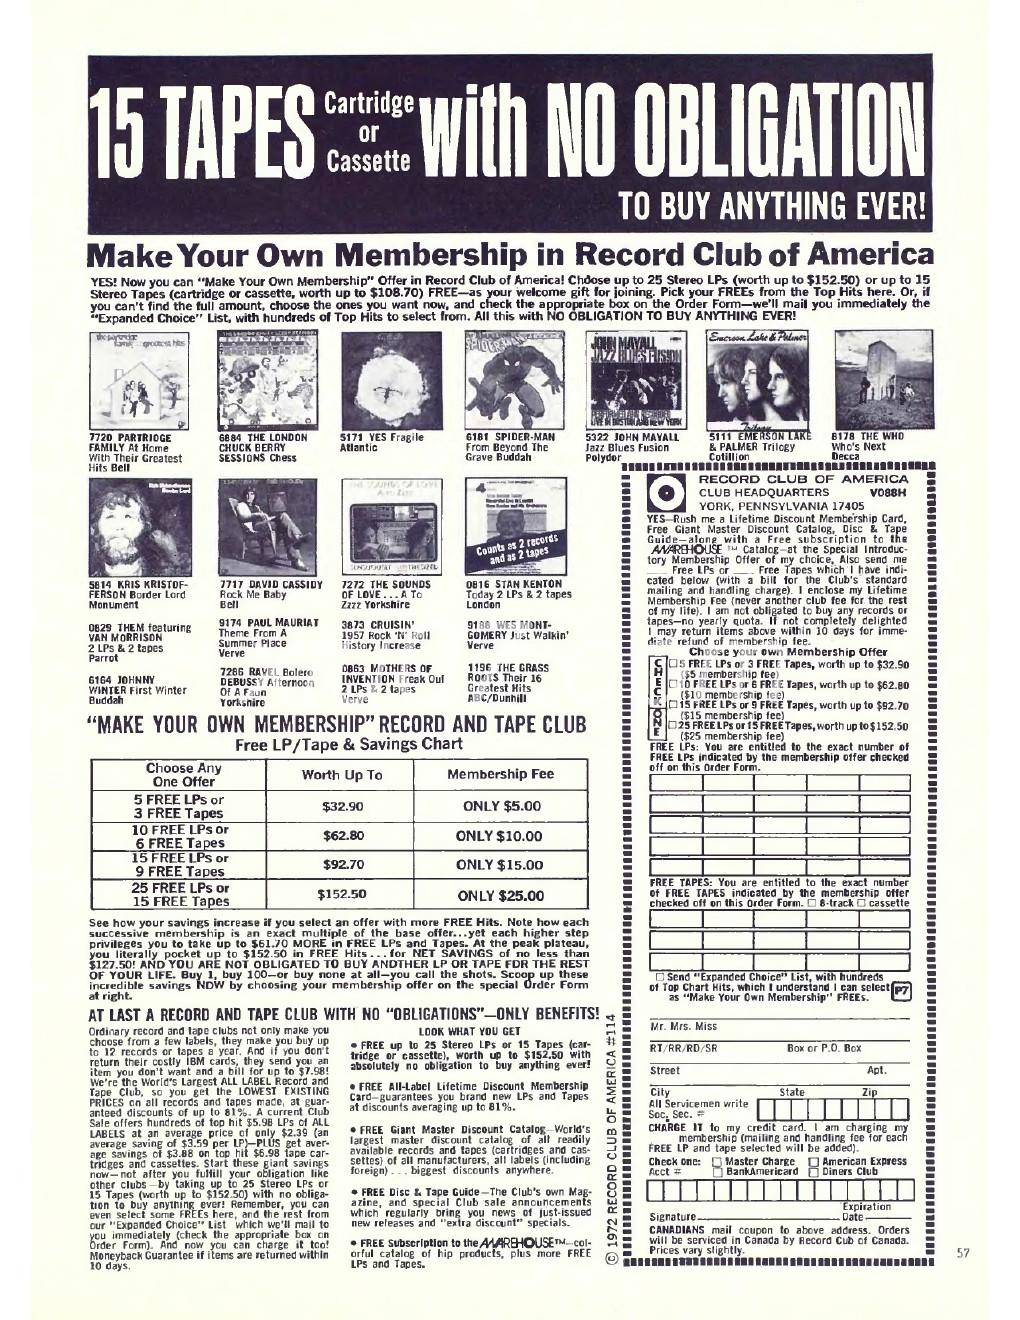 15 TAPES Cartridge or Cassette with NO OBLIGATION
TO BUY ANYTHING EVER!
Make Your Own Membership in Record Club of America
YES! Now you can "Make Your Own Membership" Offer in Record Club of America! Choose up to 25 Stereo LPs (worth up to $152.50) or up to 15
Stereo Tapes (cartridge or cassette, worth up to $108.70) FREE—as your welcome gift for joining. Pick your FREEs from the Top Hits here. Or, if
you can't find the full amount, choose the ones you want now, and check the appropriate box on the Order Form—we'll mail you immediately the
"Expanded Choice" List, with hundreds of Top Hits to select from. All this with NO OBLIGATION TO BUY ANYTHING EVER!
JOHN MAYALL
JAZZ BLUES FUSION
Emerson, Lake & Palmer
Trilogy
7720 PARTRIDGE
FAMILY At Home
With Their Greatest
Hits Bell
6884 THE LONDON
CHUCK BERRY
SESSIONS Chess
5171 YES Fragile
Atlantic
6181 SPIDER-MAN
From Beyond The
Grave Buddah
5322 JOHN MAYALL
Jazz Blues Fusion
Polydor
5111 EMERSON LAKE
& PALMER Trilogy
Cotillion
8178 THE WHO
Who's Next
Decca
Counts as 2 records
and as 2 tapes
5814 KRIS KRISTOF-
FERSON Border Lord
Monument
7717 DAVID CASSIDY
Rock Me Baby
Bell
7272 THE SOUNDS
OF LOVE . . . A To
Zzzz Yorkshire
0816 STAN KENTON
Today 2 LPs & 2 tapes
London
0829 THEM featuring
VAN MORRISON
2 LPs & 2 tapes
Parrot
9174 PAUL MAURIAT
Theme From A
Summer Place
Verve
3873 CRUISIN'
1957 Rock 'N' Roll
History Increase
9188 WES MONT-
GOMERY Just Walkin'
Verve
6164 JOHNNY
WINTER First Winter
Buddah
7286 RAVEL Bolero
DEBUSSY Afternoon
Of A Faun
Yorkshire
0863 MOTHERS OF
INVENTION Freak Out
2 LPs & 2 tapes
Verve
1196 THE GRASS
ROOTS Their 16
Greatest Hits
ABC/Dunhill
"MAKE YOUR OWN MEMBERSHIP" RECORD AND TAPE CLUB
Free LP/Tape & Savings Chart
Choose Any One Offer Worth Up To Membership Fee
5 FREE LPs or 3 FREE Tapes $32.90 ONLY $5.00
10 FREE LPs or 6 FREE Tapes $62.80 ONLY $10.00
15 FREE LPs or 9 FREE Tapes $92.70 ONLY $15.00
25 FREE LPs or 15 FREE Tapes $152.50 ONLY $25.00
See how your savings increase if you select an offer with more FREE Hits. Note how each
successive membership is an exact multiple of the base offer...yet each higher step
privileges you to take up to $61.70 MORE in FREE LPs and Tapes. At the peak plateau,
you literally pocket up to $152.50 in FREE Hits . . . for NET SAVINGS of no less than
$127.50! AND YOU ARE NOT OBLIGATED TO BUY ANOTHER LP OR TAPE FOR THE REST
OF YOUR LIFE. Buy 1, buy 100—or buy none at all—you call the shots. Scoop up these
incredible savings NOW by choosing your membership offer on the special Order Form
at right.
AT LAST A RECORD AND TAPE CLUB WITH NO "OBLIGATIONS"—ONLY BENEFITS!
Ordinary record and tape clubs not only make you
choose from a few labels, they make you buy up
to 12 records or tapes a year. And if you don't
return their costly IBM cards, they send you an
item you don't want and a bill for up to $7.98!
We're the World's Largest ALL LABEL Record and
Tape Club, so you get the LOWEST EXISTING
PRICES on all records and tapes made, at guar-
anteed discounts of up to 81%. A current Club
Sale offers hundreds of top hit $5.98 LPs of ALL
LABELS at an average price of only $2.39 (an
average saving of $3.59 per LP)—PLUS get aver-
age savings of $3.88 on top hit $6.98 tape car-
tridges and cassettes. Start these giant savings
now—not after you fulfill your obligation like
other clubs—by taking up to 25 Stereo LPs or
15 Tapes (worth up to $152.50) with no obliga-
tion to buy anything ever! Remember, you can
even select some FREEs here, and the rest from
our "Expanded Choice" List which we'll mail to
you immediately (check the appropriate box on
Order Form). And now you can charge it too!
Moneyback Guarantee if items are returned within
10 days.
LOOK WHAT YOU GET
• FREE up to 25 Stereo LPs or 15 Tapes (car-
tridge or cassette), worth up to $152.50 with
absolutely no obligation to buy anything ever!
• FREE All-Label Lifetime Discount Membership
Card—guarantees you brand new LPs and Tapes
at discounts averaging up to 81%.
• FREE Giant Master Discount Catalog—World's
largest master discount catalog of all readily
available records and tapes (cartridges and cas-
settes) of all manufacturers, all labels (including
foreign) . . . biggest discounts anywhere.
• FREE Disc & Tape Guide—The Club's own Mag-
azine, and special Club sale announcements
which regularly bring you news of just-issued
new releases and "extra discount" specials.
• FREE Subscription to the WAREHOUSE™—col-
orful catalog of hip products, plus more FREE
LPs and Tapes.
© 1972 RECORD CLUB OF AMERICA #114
RECORD CLUB OF AMERICA
CLUB HEADQUARTERS V088H
YORK, PENNSYLVANIA 17405
YES—Rush me a Lifetime Discount Membership Card,
Free Giant Master Discount Catalog, Disc & Tape
Guide—along with a Free subscription to the
WAREHOUSE ™ Catalog—at the Special Introduc-
tory Membership Offer of my choice, Also send me
___ Free LPs or ___ Free Tapes which I have indi-
cated below (with a bill for the Club's standard
mailing and handling charge). I enclose my Lifetime
Membership Fee (never another club fee for the rest
of my life). I am not obligated to buy any records or
tapes—no yearly quota. If not completely delighted
I may return items above within 10 days for imme-
diate refund of membership fee.
Choose your own Membership Offer
CHECK ONE
5 FREE LPs or 3 FREE Tapes, worth up to $32.90
($5 membership fee)
10 FREE LPs or 6 FREE Tapes, worth up to $62.80
($10 membership fee)
15 FREE LPs or 9 FREE Tapes, worth up to $92.70
($15 membership fee)
25 FREE LPs or 15 FREE Tapes, worth up to $152.50
($25 membership fee)
FREE LPs: You are entitled to the exact number of
FREE LPs indicated by the membership offer checked
off on this Order Form.
FREE TAPES: You are entitled to the exact number
of FREE TAPES indicated by the membership offer
checked off on this Order Form. □ 8-track □ cassette
□ Send "Expanded Choice" List, with hundreds
of Top Chart Hits, which I understand I can select
as "Make Your Own Membership" FREEs.
P7
Mr. Mrs. Miss
RT/RR/RD/SR Box or P.O. Box
Street Apt.
City State Zip
All Servicemen write
Soc. Sec. #
CHARGE IT to my credit card. I am charging my
membership (mailing and handling fee for each
FREE LP and tape selected will be added).
Check one: □ Master Charge □ American Express
Acct # □ BankAmericard □ Diners Club
Expiration
Signature Date
CANADIANS mail coupon to above address. Orders
will be serviced in Canada by Record Cub of Canada.
Prices vary slightly.
57